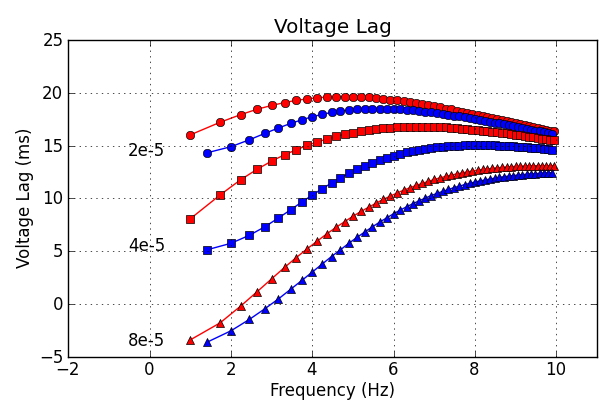 Voltage Lag
25
20
15
10
5
0
−5
Voltage Lag (ms)
2e-5
4e-5
8e-5
−2 0 2 4 6 8 10
Frequency (Hz)